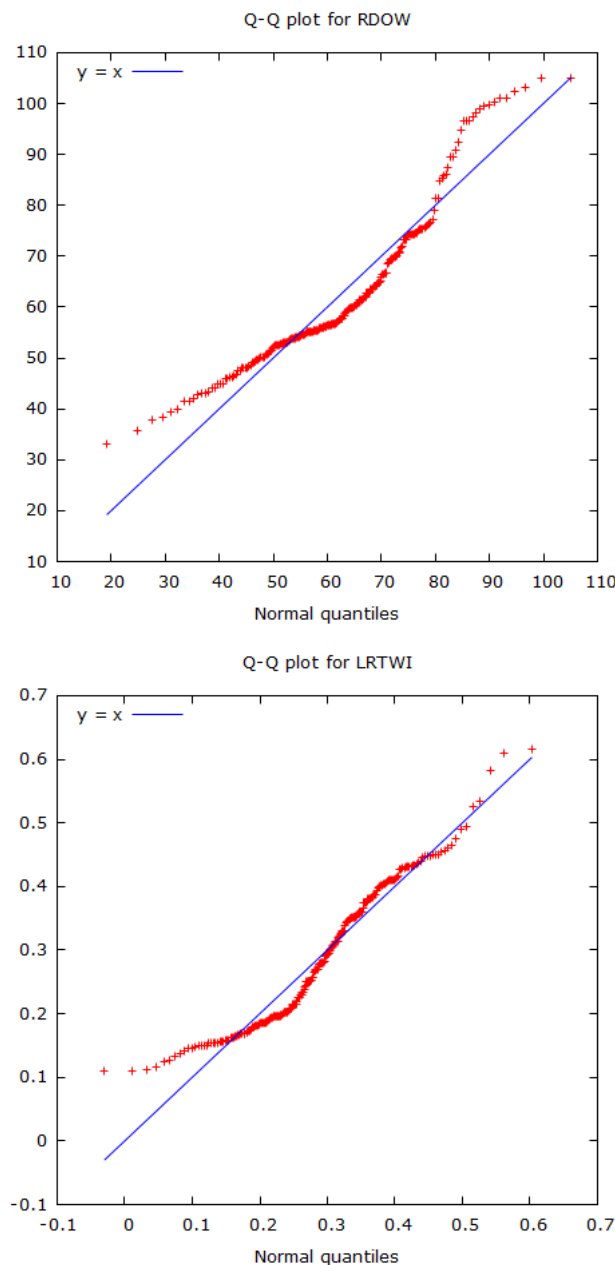 Q-Q plot for RDOW
110
y = x
100
90
80
70
60
50
40
30
20
10
10 20 30 40 50 60 70 80 90 100 110
Normal quantiles
Q-Q plot for LRTWI
0.7
y = x
0.6
0.5
0.4
0.3
0.2
0.1
0
-0.1
-0.1 0 0.1 0.2 0.3 0.4 0.5 0.6 0.7
Normal quantiles